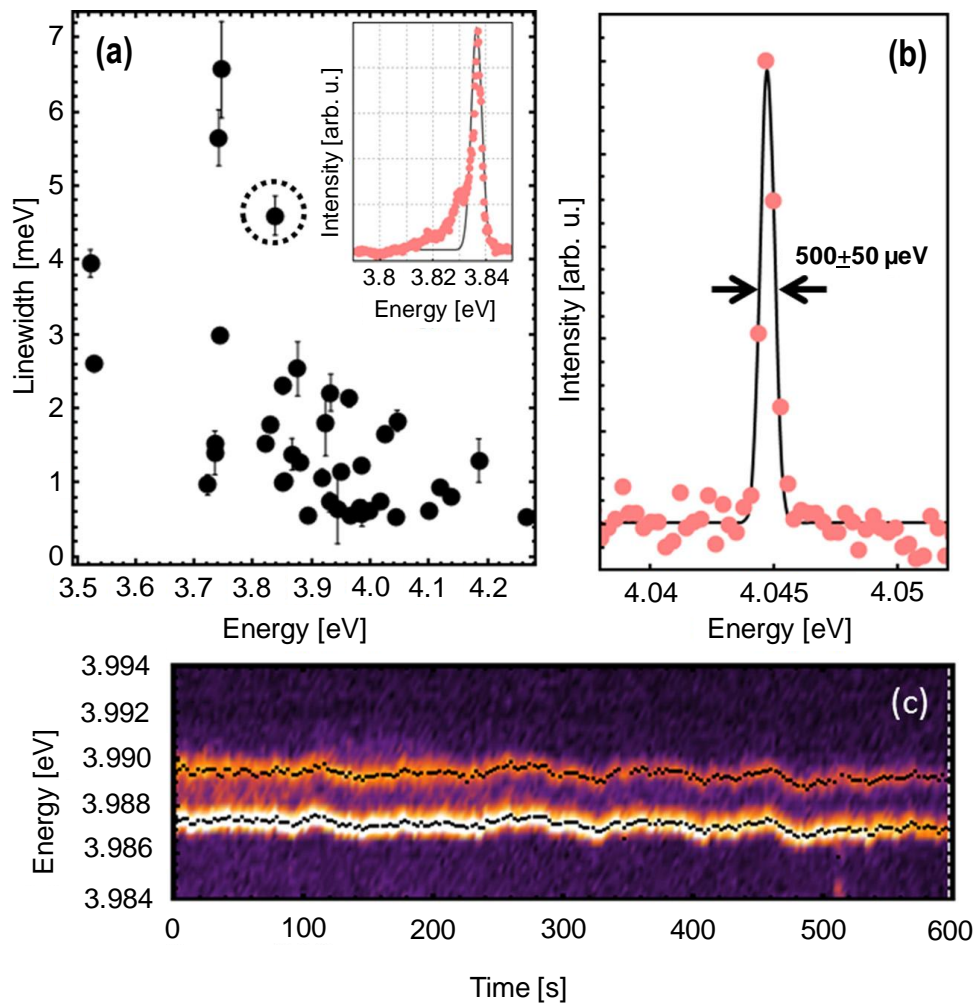 (a)
7
6
5
4
3
2
1
0
Linewidth [meV]
3.5 3.6 3.7 3.8 3.9 4.0 4.1 4.2
Energy [eV]
Intensity [arb. u.]
3.8 3.82 3.84
Energy [eV]
(b)
500±50 µeV
Intensity [arb. u.]
4.04 4.045 4.05
Energy [eV]
(c)
3.994
3.992
3.990
3.988
3.986
3.984
Energy [eV]
0 100 200 300 400 500 600
Time [s]